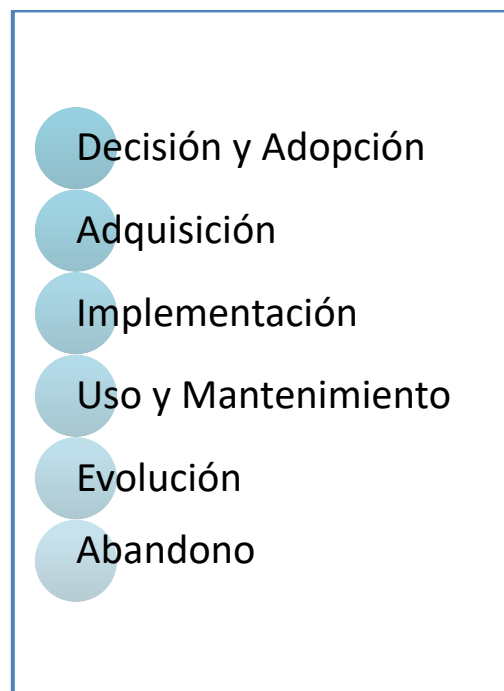 Decisión y Adopción
Adquisición
Implementación
Uso y Mantenimiento
Evolución
Abandono